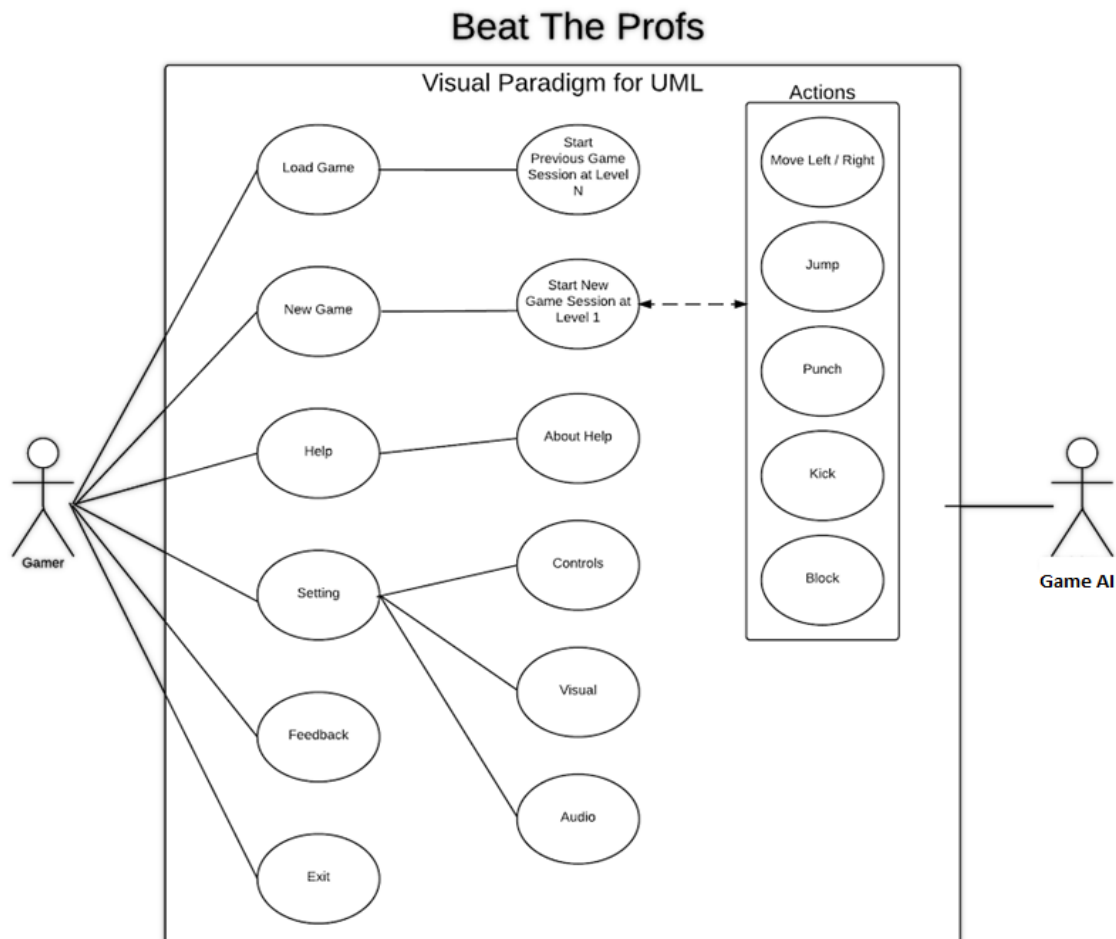 Beat The Profs
Visual Paradigm for UML
Actions
Load Game
Start
Previous Game
Session at Level
N
Move Left / Right
New Game
Start New
Game Session at
Level 1
Jump
Punch
Help
About Help
Kick
Gamer
Setting
Controls
Block
Game AI
Visual
Feedback
Audio
Exit